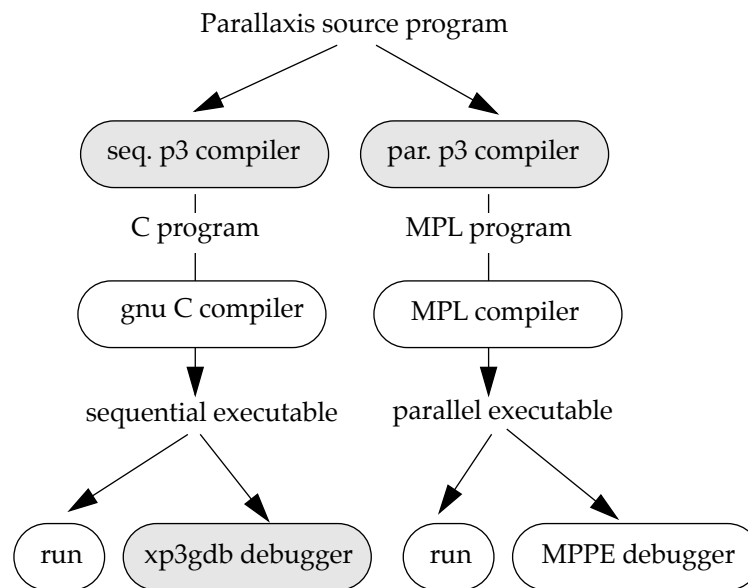 Parallaxis source program
seq. p3 compiler
par. p3 compiler
C program
MPL program
gnu C compiler
MPL compiler
sequential executable
parallel executable
run
xp3gdb debugger
run
MPPE debugger